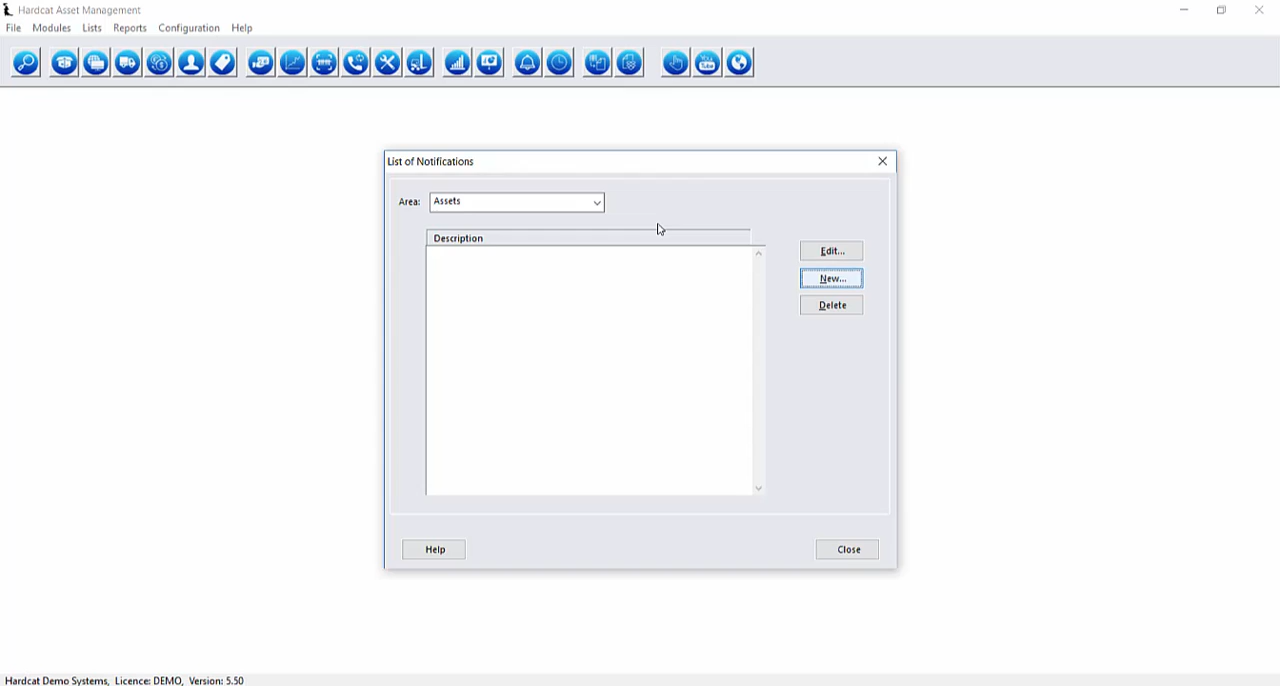 Hardcat Asset Management
File Modules Lists Reports Configuration Help
List of Notifications
Area: Assets
Description
Edit...
New...
Delete
Help Close
Hardcat Demo Systems, Licence: DEMO, Version: 5.50